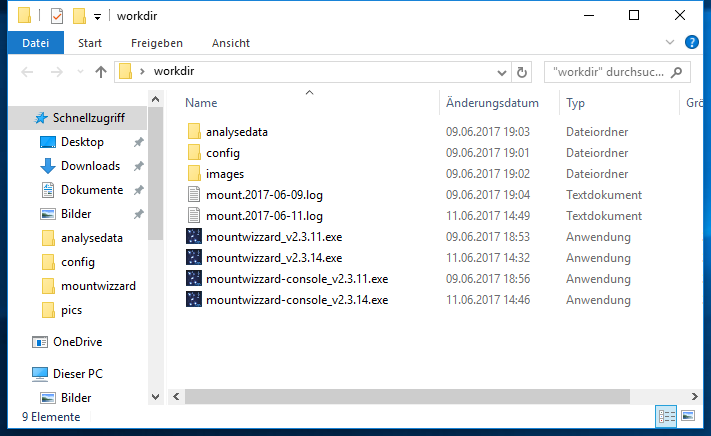 workdir
Datei Start Freigeben Ansicht
workdir "workdir" durchsuc...
Name Änderungsdatum Typ Grö
Schnellzugriff
Desktop
Downloads
Dokumente
Bilder
analysedata
config
mountwizzard
pics
OneDrive
Dieser PC
Bilder
analysedata 09.06.2017 19:03 Dateiordner
config 09.06.2017 19:01 Dateiordner
images 09.06.2017 19:02 Dateiordner
mount.2017-06-09.log 09.06.2017 19:04 Textdokument
mount.2017-06-11.log 11.06.2017 14:49 Textdokument
mountwizzard_v2.3.11.exe 09.06.2017 18:53 Anwendung
mountwizzard_v2.3.14.exe 11.06.2017 14:32 Anwendung
mountwizzard-console_v2.3.11.exe 09.06.2017 18:56 Anwendung
mountwizzard-console_v2.3.14.exe 11.06.2017 14:46 Anwendung
9 Elemente